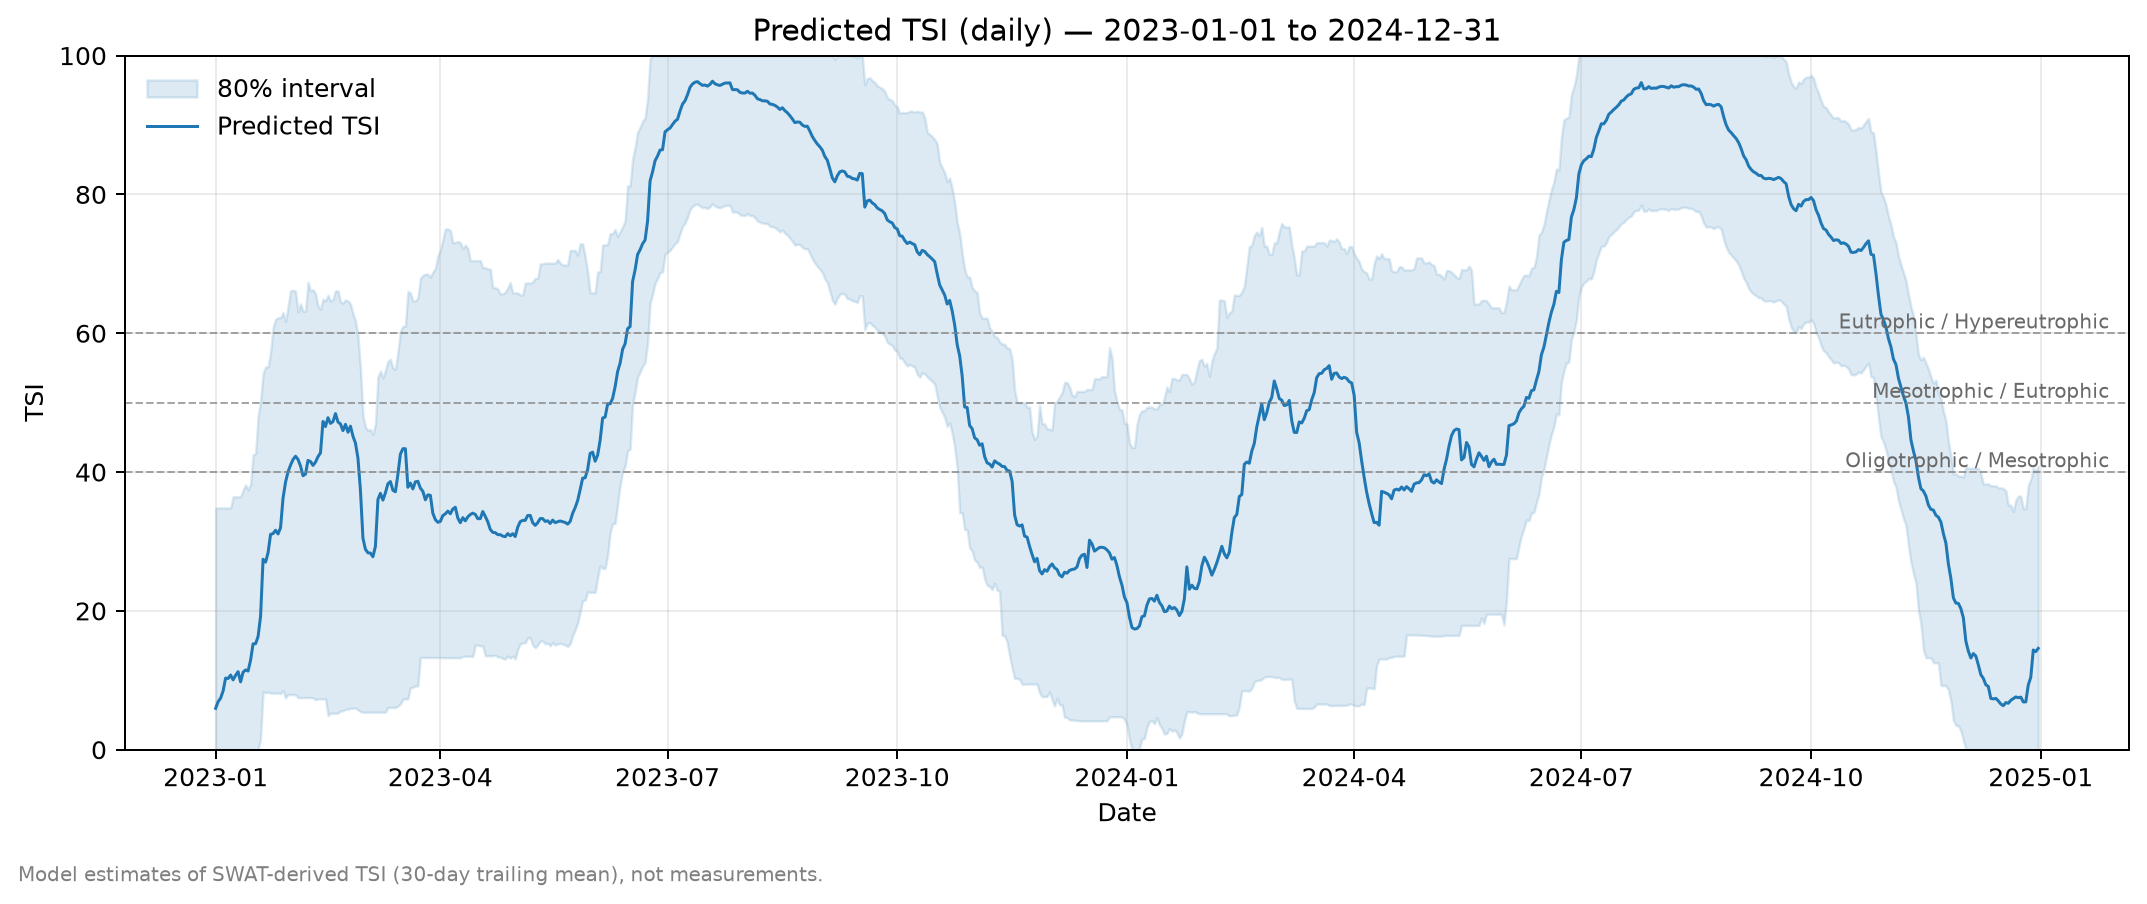 Predicted TSI (daily) — 2023-01-01 to 2024-12-31
100
80
60
40
20
0
TSI
80% interval
Predicted TSI
Eutrophic / Hypereutrophic
Mesotrophic / Eutrophic
Oligotrophic / Mesotrophic
2023-01 2023-04 2023-07 2023-10 2024-01 2024-04 2024-07 2024-10 2025-01
Date
Model estimates of SWAT-derived TSI (30-day trailing mean), not measurements.